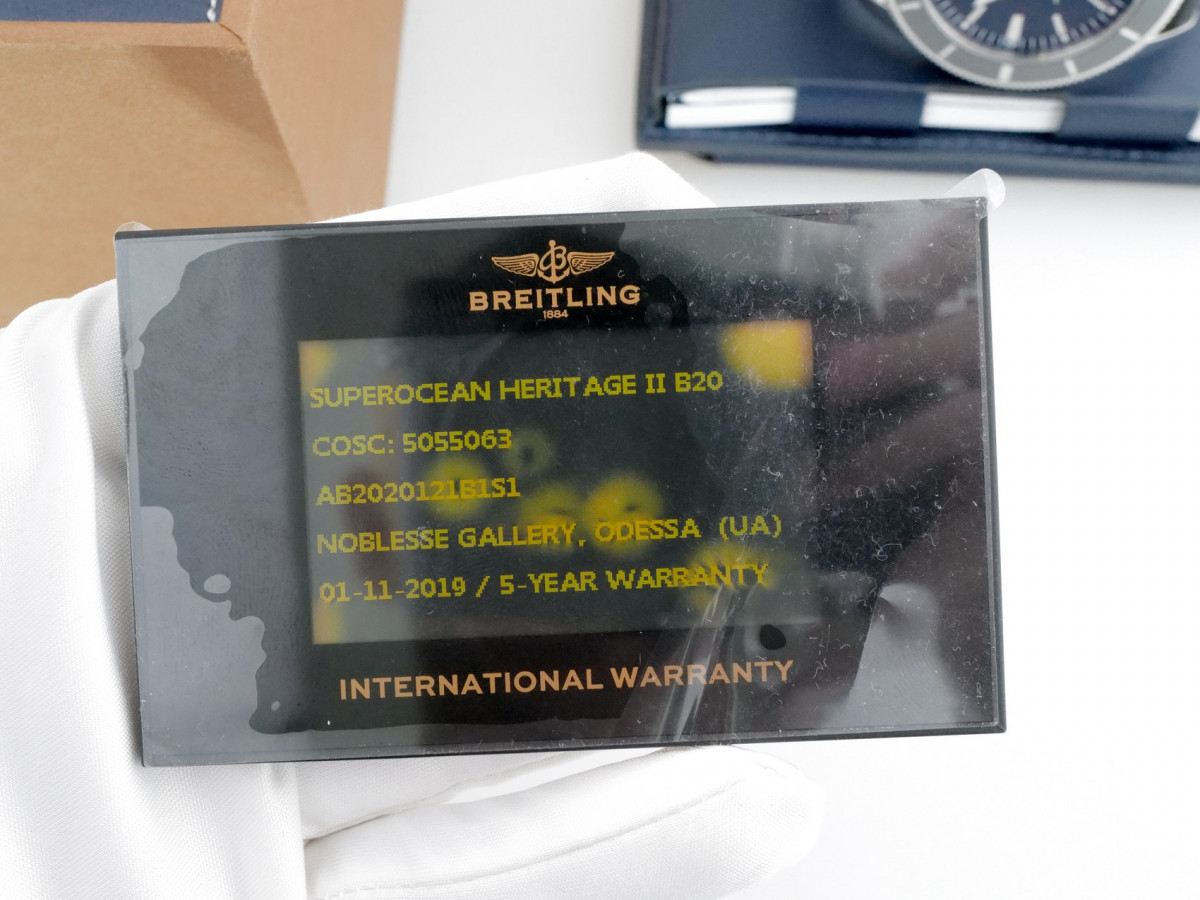 BREITLING
1884
SUPEROCEAN HERITAGE II B20
COSC: 5055063
AB2020121B1S1
NOBLESSE GALLERY, ODESSA (UA)
01-11-2019 / 5-YEAR WARRANTY
INTERNATIONAL WARRANTY